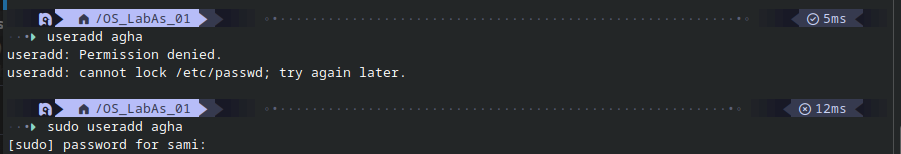 /OS_LabAs_01 5ms
useradd agha
useradd: Permission denied.
useradd: cannot lock /etc/passwd; try again later.
/OS_LabAs_01 12ms
sudo useradd agha
[sudo] password for sami: